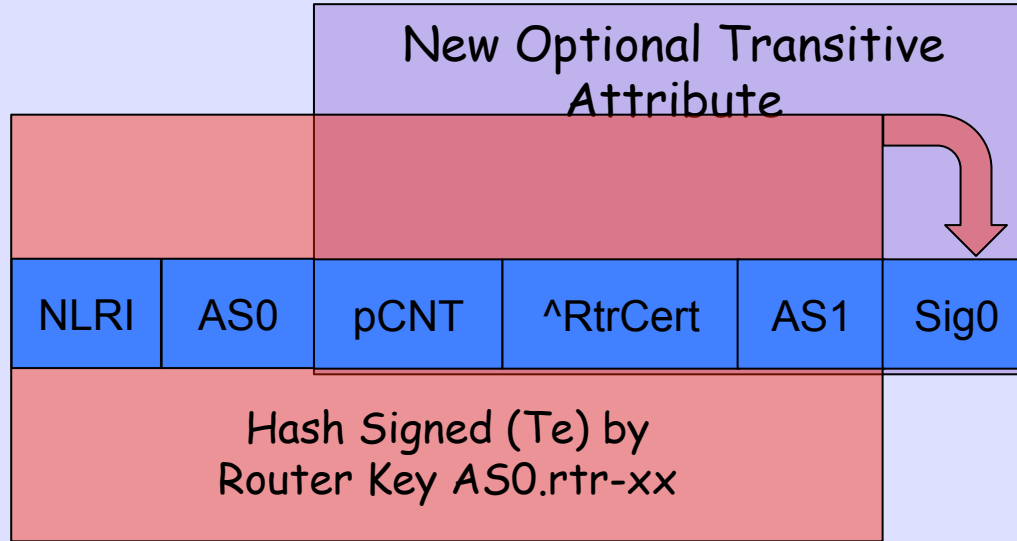 New Optional Transitive
Attribute
NLRI AS0 pCNT ^RtrCert AS1 Sig0
Hash Signed (Te) by
Router Key AS0.rtr-xx